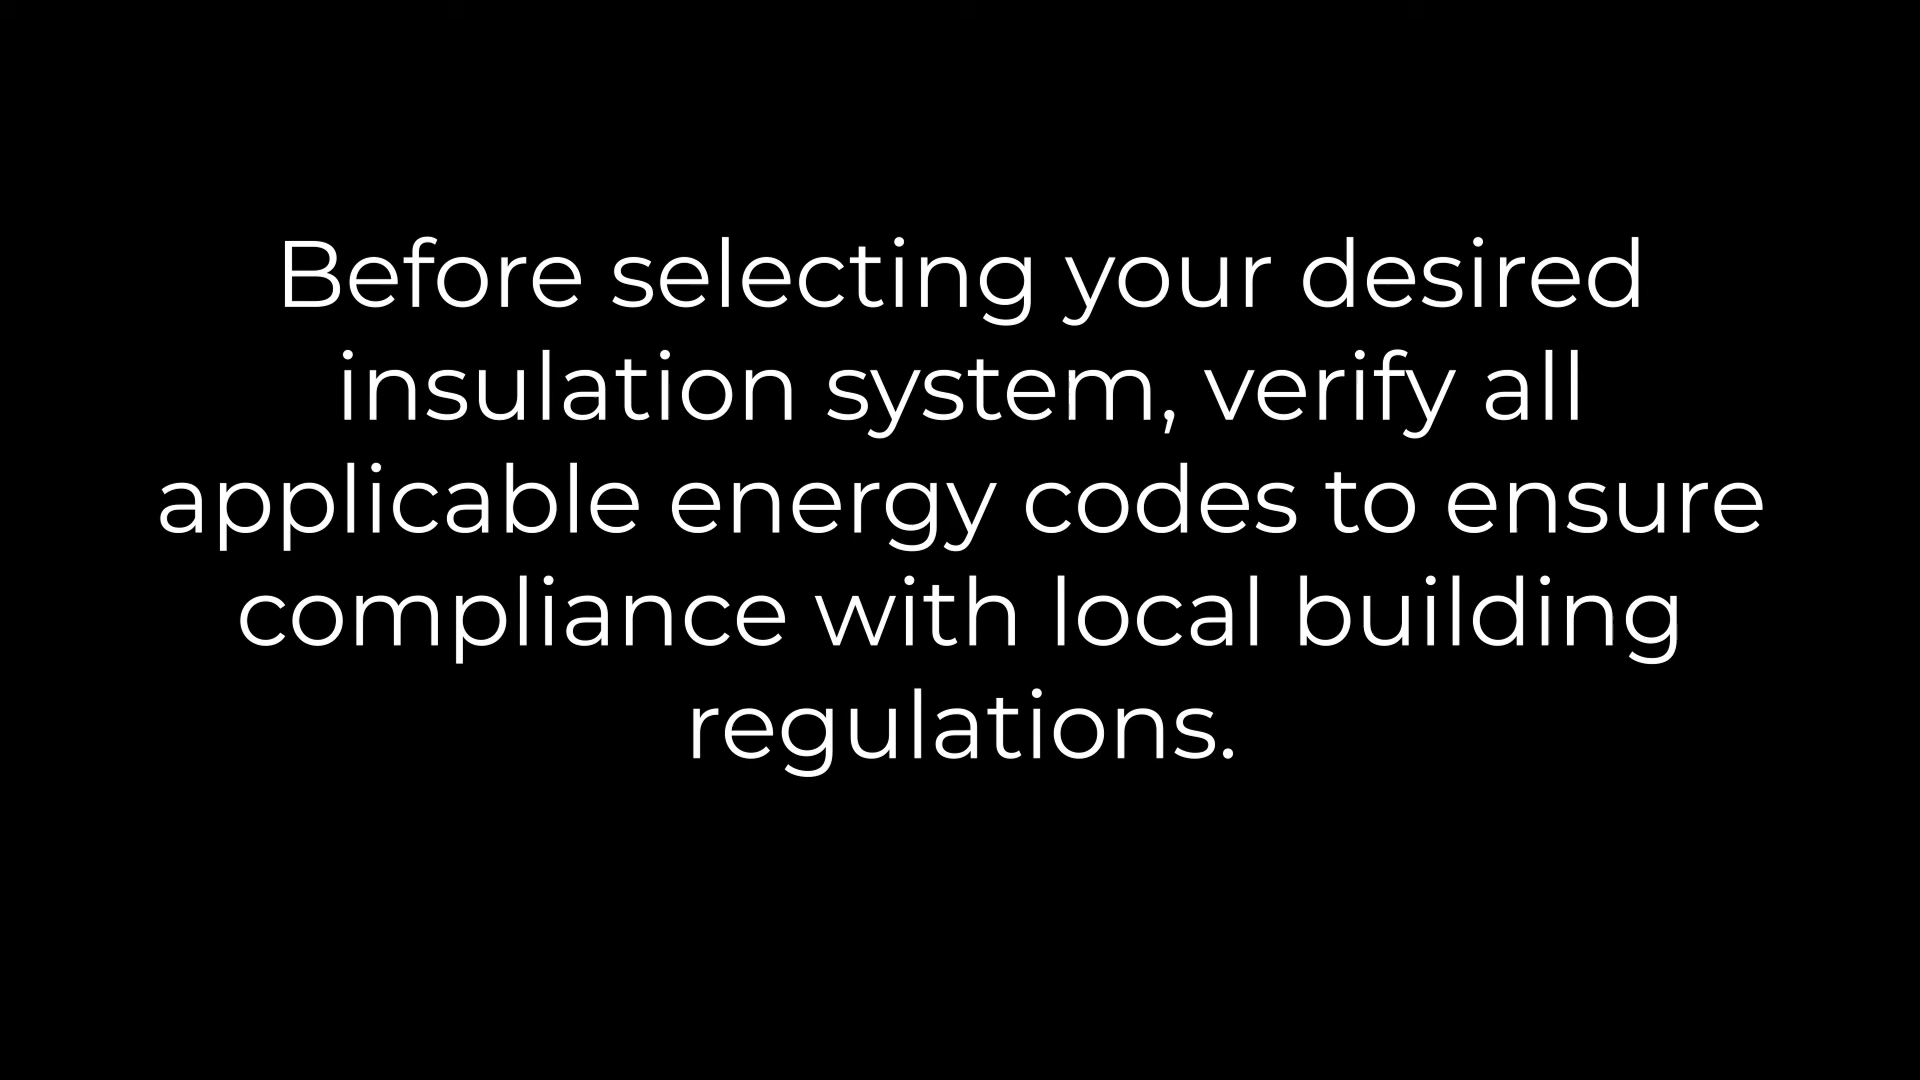 Before selecting your desired
insulation system, verify all
applicable energy codes to ensure
compliance with local building
regulations.